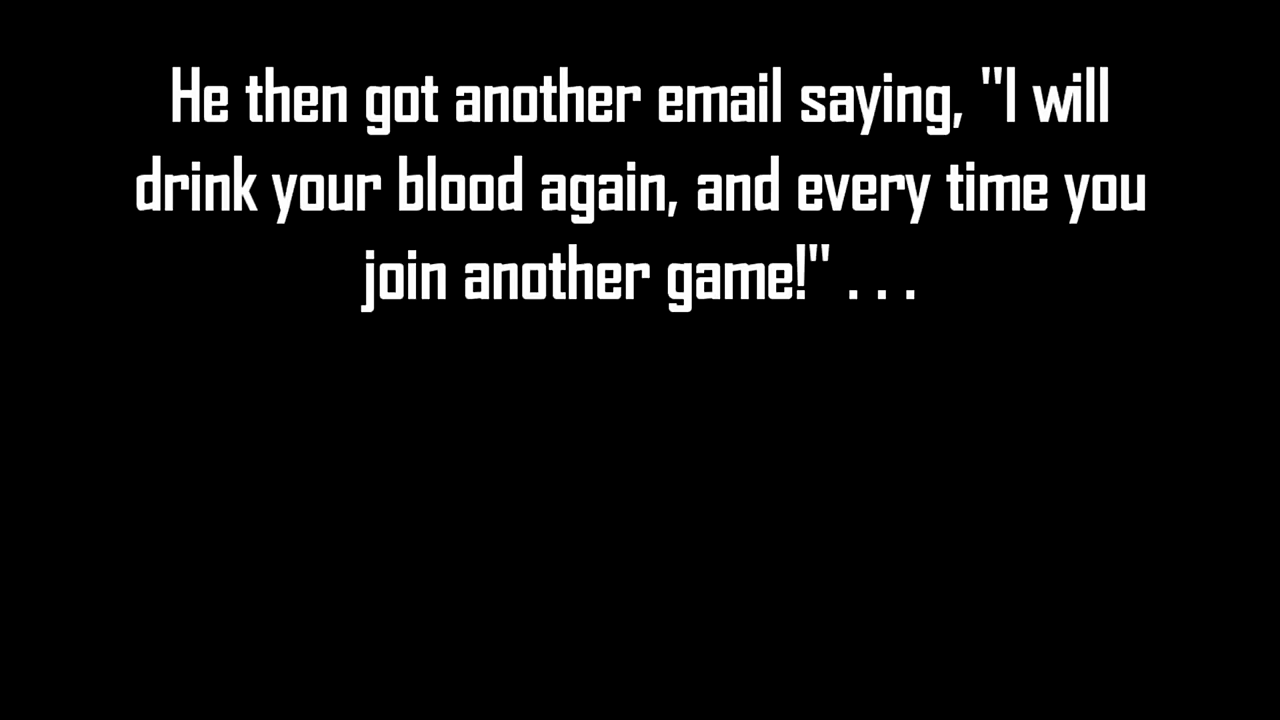 He then got another email saying, "I will
drink your blood again, and every time you
join another game!" . . .